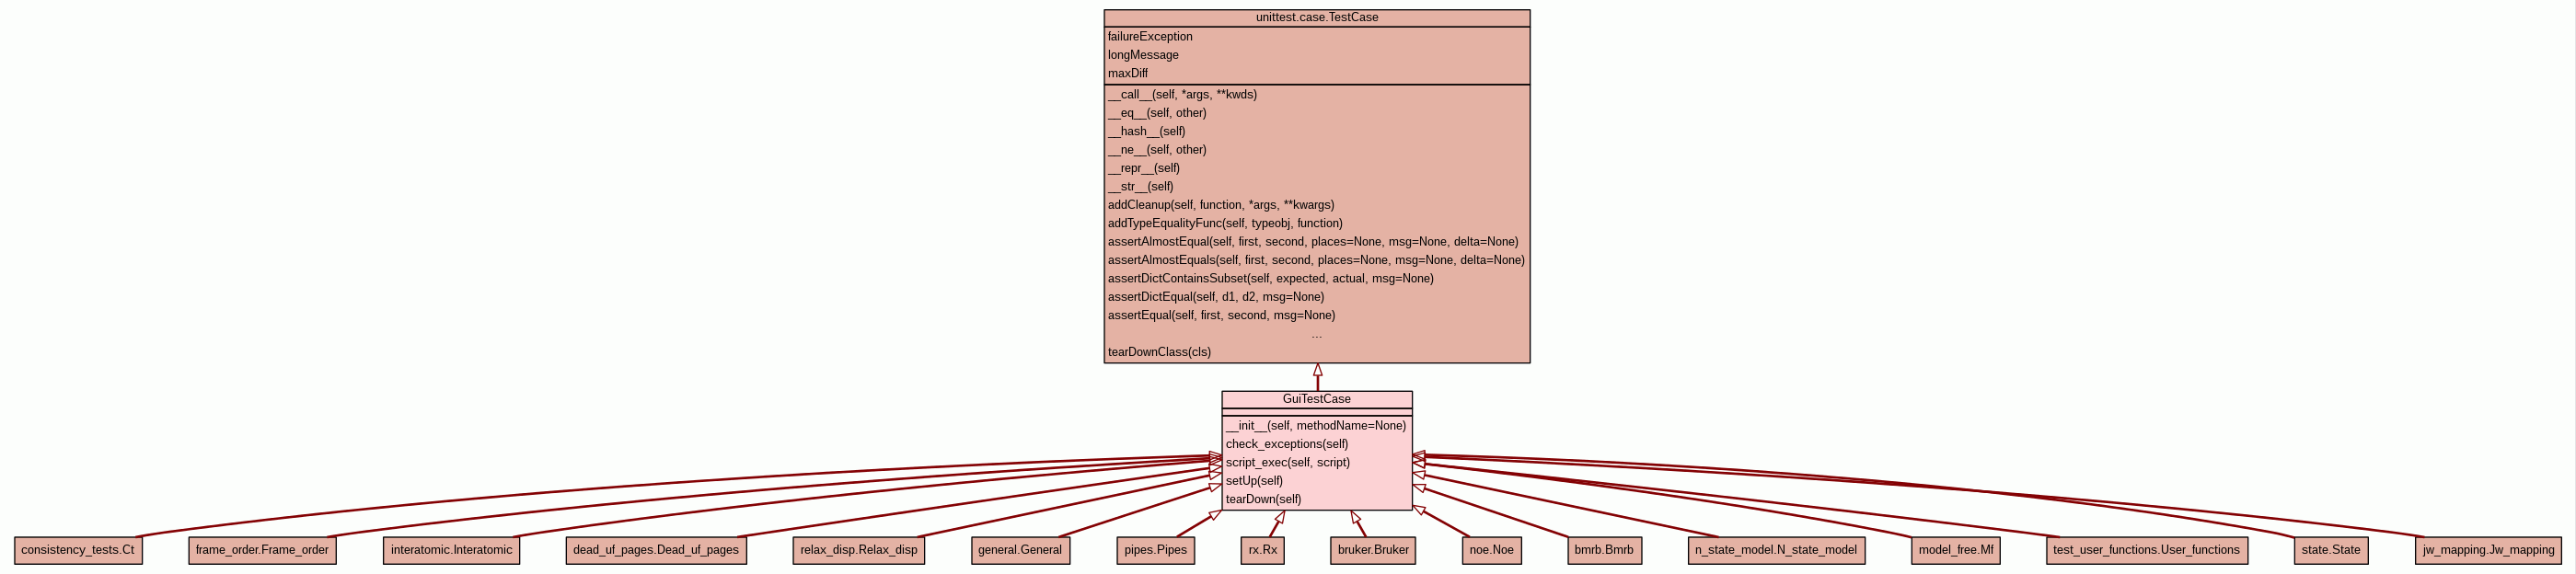 unittest.case.TestCase
failureException
longMessage
maxDiff
__call__(self, *args, **kwds)
__eq__(self, other)
__hash__(self)
__ne__(self, other)
__repr__(self)
__str__(self)
addCleanup(self, function, *args, **kwargs)
addTypeEqualityFunc(self, typeobj, function)
assertAlmostEqual(self, first, second, places=None, msg=None, delta=None)
assertAlmostEquals(self, first, second, places=None, msg=None, delta=None)
assertDictContainsSubset(self, expected, actual, msg=None)
assertDictEqual(self, d1, d2, msg=None)
assertEqual(self, first, second, msg=None)
...
tearDownClass(cls)
GuiTestCase
__init__(self, methodName=None)
check_exceptions(self)
script_exec(self, script)
setUp(self)
tearDown(self)
consistency_tests.Ct
frame_order.Frame_order
interatomic.Interatomic
dead_uf_pages.Dead_uf_pages
relax_disp.Relax_disp
general.General
pipes.Pipes
rx.Rx
bruker.Bruker
noe.Noe
bmrb.Bmrb
n_state_model.N_state_model
model_free.Mf
test_user_functions.User_functions
state.State
jw_mapping.Jw_mapping